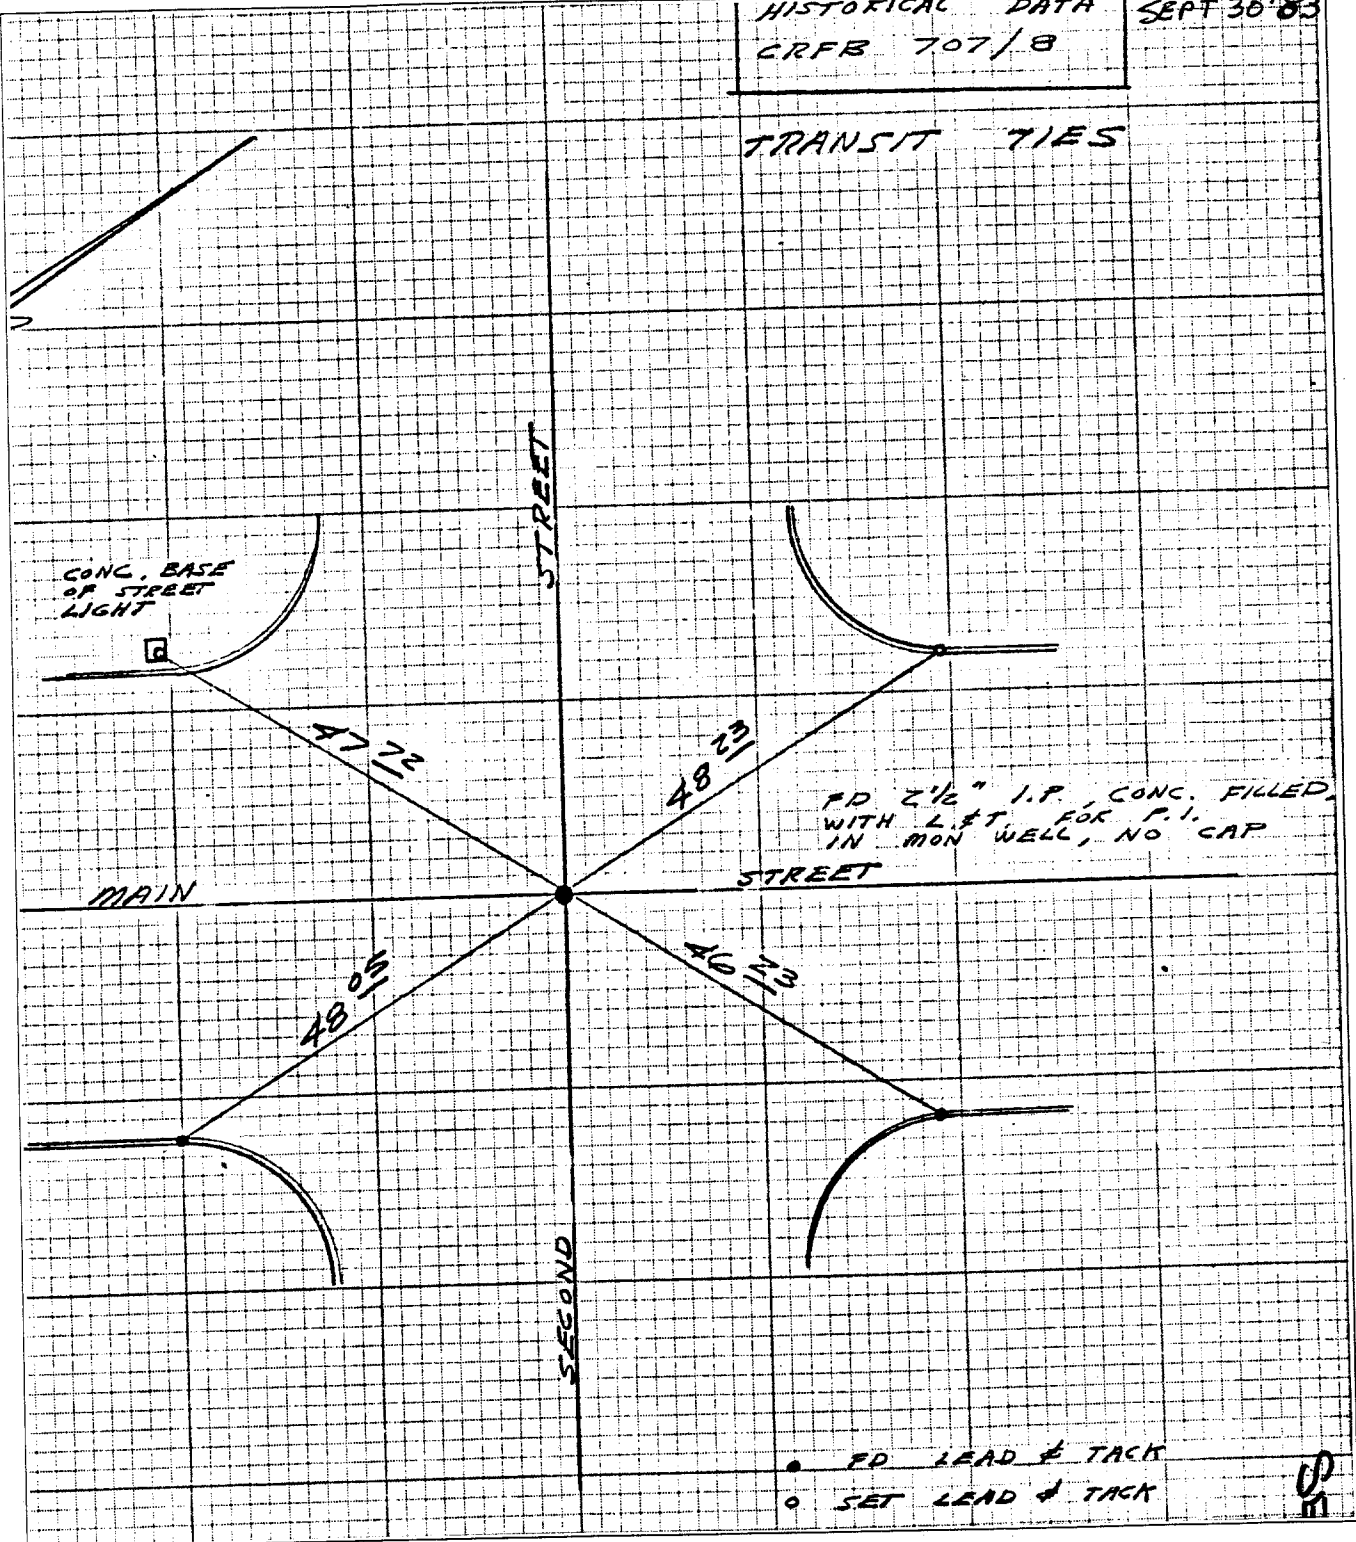 HISTORICAL DATA
CRFB 707/8
SEPT 30 '83
TRANSIT TIES
STREET
CONC. BASE
OF STREET
LIGHT
47 72
48 23
FD 2 1/2" I.P., CONC. FILLED,
WITH L.&T. FOR P.I.
IN MON WELL, NO CAP
MAIN
STREET
48 05
46 23
SECOND
• FD LEAD & TACK
o SET LEAD & TACK